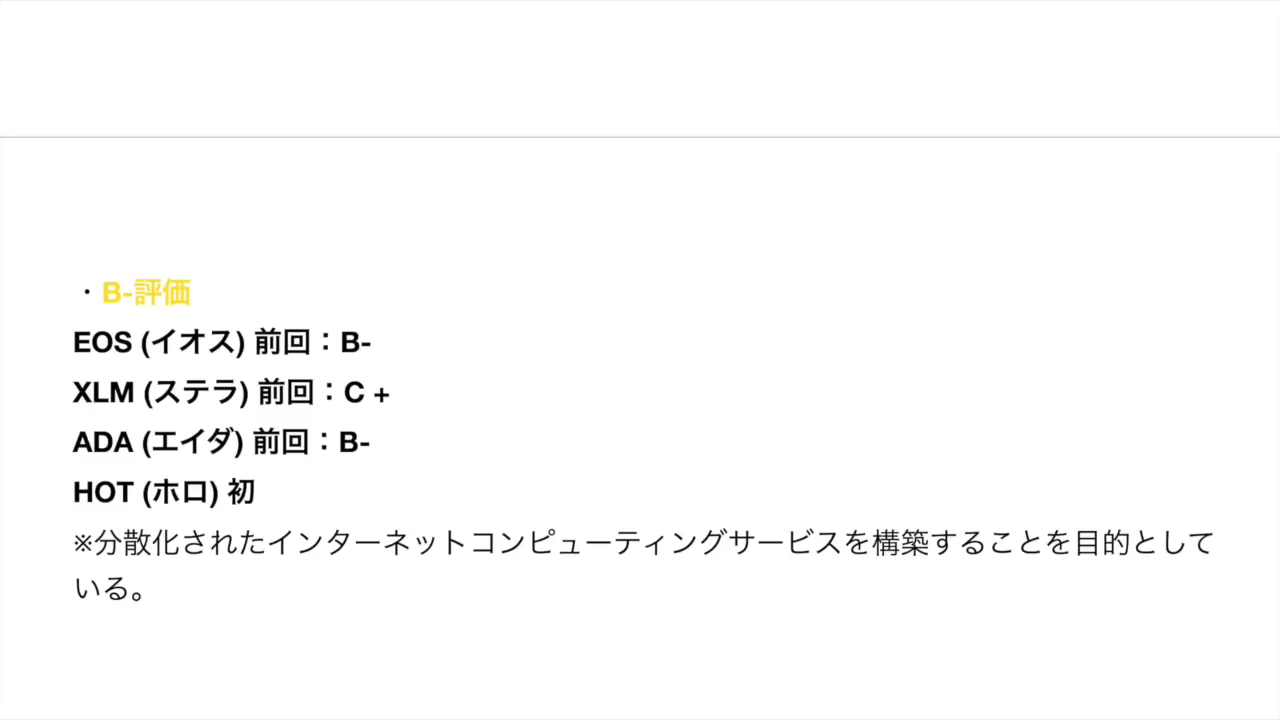 ・B-評価
EOS (イオス) 前回：B-
XLM (ステラ) 前回：C +
ADA (エイダ) 前回：B-
HOT (ホロ) 初
※分散化されたインターネットコンピューティングサービスを構築することを目的として
いる。